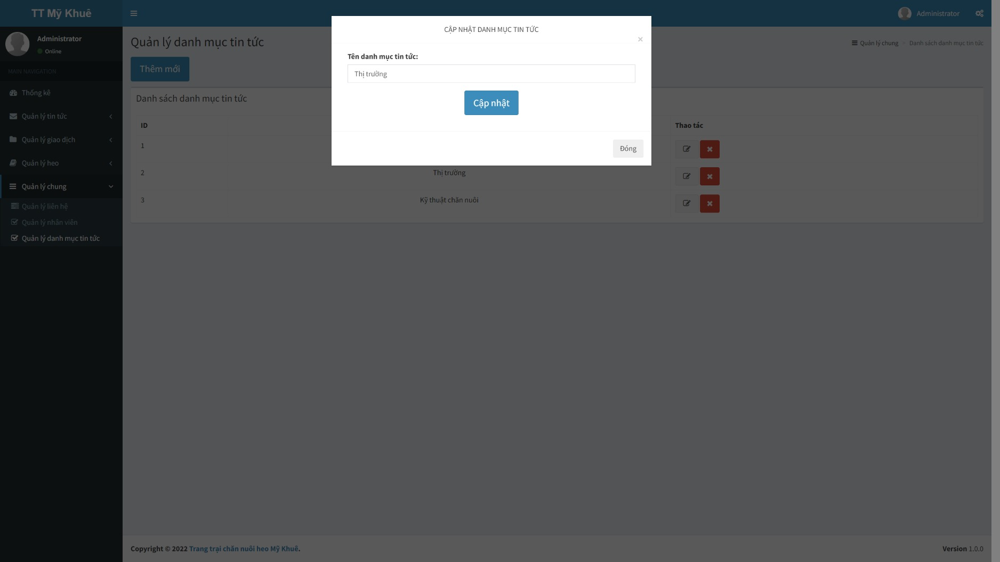 TT Mỹ Khuê
Administrator
Administrator
Online
MAIN NAVIGATION
Thống kê
Quản lý tin tức
Quản lý giao dịch
Quản lý heo
Quản lý chung
Quản lý liên hệ
Quản lý nhân viên
Quản lý danh mục tin tức
Quản lý danh mục tin tức
Quản lý chung > Danh sách danh mục tin tức
Thêm mới
Danh sách danh mục tin tức
ID
Thao tác
1
2
Thị trường
3
Kỹ thuật chăn nuôi
CẬP NHẬT DANH MỤC TIN TỨC
×
Tên danh mục tin tức:
Thị trường
Cập nhật
Đóng
Copyright © 2022 Trang trại chăn nuôi heo Mỹ Khuê.
Version 1.0.0